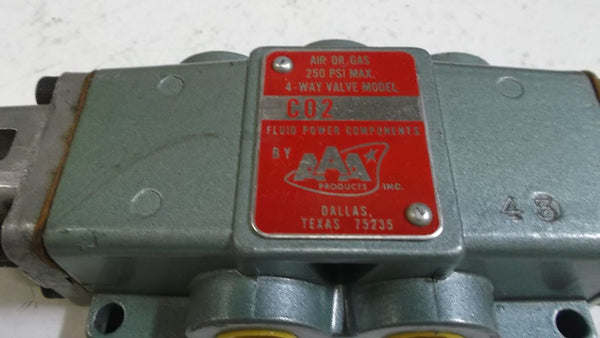 AIR OR GAS
250 PSI MAX.
4-WAY VALVE MODEL
C02
FLUID POWER COMPONENTS
BY AAA
PRODUCTS INC.
DALLAS,
TEXAS 75235
43